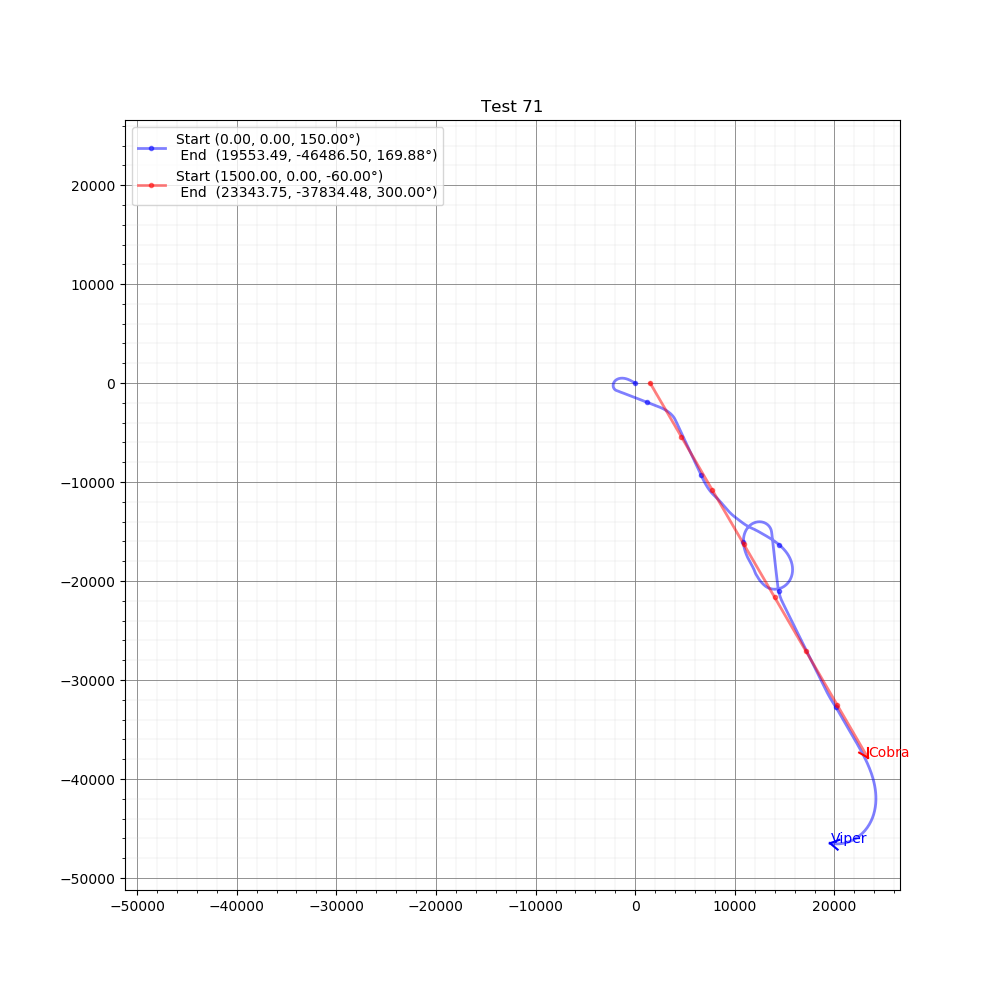 Test 71
Start (0.00, 0.00, 150.00°)
End  (19553.49, -46486.50, 169.88°)
Start (1500.00, 0.00, -60.00°)
End  (23343.75, -37834.48, 300.00°)
20000
10000
0
−10000
−20000
−30000
−40000
−50000
Cobra
Viper
−50000 −40000 −30000 −20000 −10000 0 10000 20000